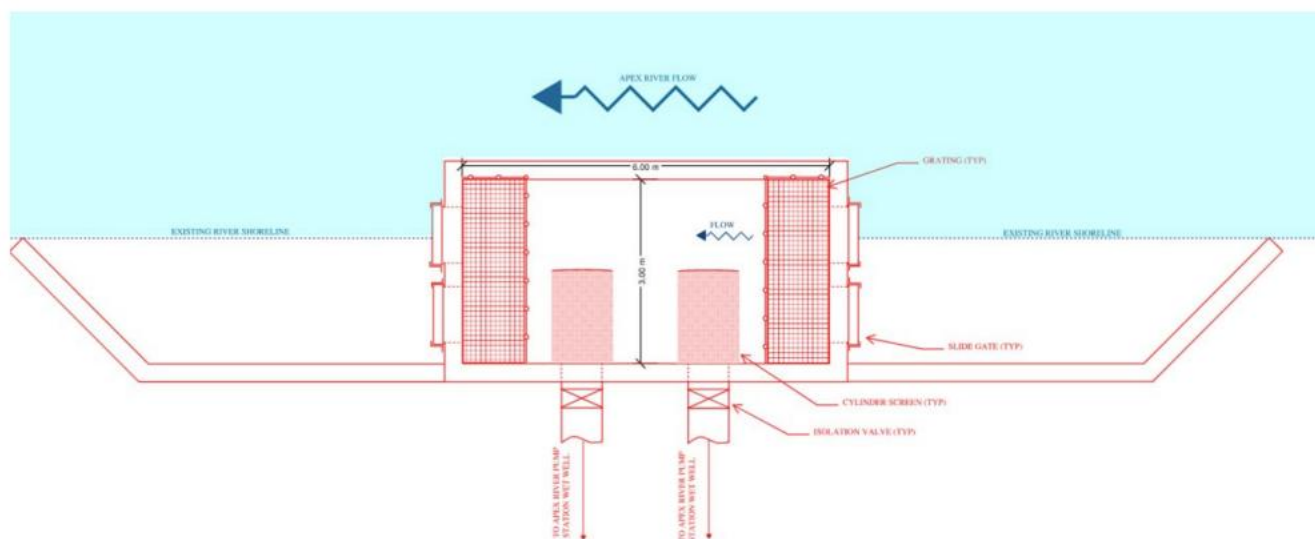 APEX RIVER FLOW
6.00 m
GRATING (TYP)
EXISTING RIVER SHORELINE
FLOW
EXISTING RIVER SHORELINE
3.00 m
SLIDE GATE (TYP)
CYLINDER SCREEN (TYP)
ISOLATION VALVE (TYP)
TO APEX RIVER PUMP
STATION WET WELL
TO APEX RIVER PUMP
STATION WET WELL